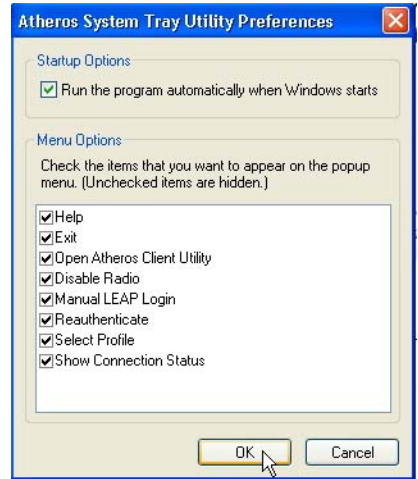 Atheros System Tray Utility Preferences
Startup Options
Run the program automatically when Windows starts
Menu Options
Check the items that you want to appear on the popup
menu. (Unchecked items are hidden.)
Help
Exit
Open Atheros Client Utility
Disable Radio
Manual LEAP Login
Reauthenticate
Select Profile
Show Connection Status
OK
Cancel